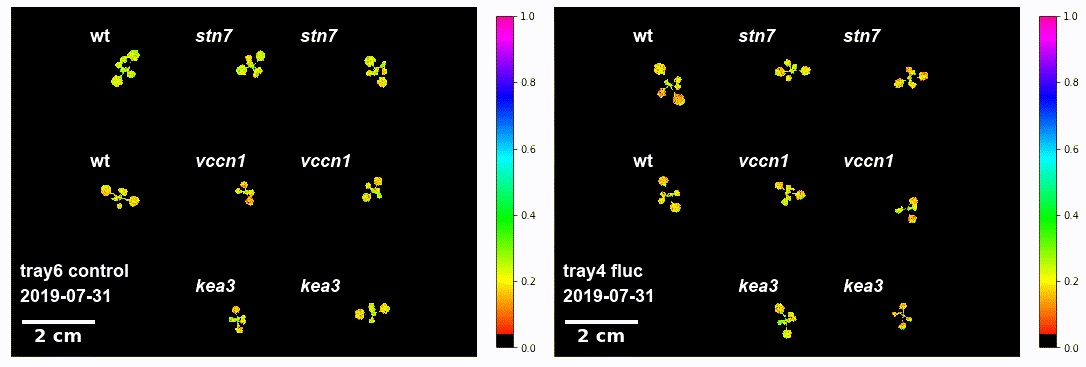 wt stn7 stn7
wt vccn1 vccn1
tray6 control
2019-07-31
kea3 kea3
2 cm
1.0
0.8
0.6
0.4
0.2
0.0
wt stn7 stn7
wt vccn1 vccn1
tray4 fluc
2019-07-31
kea3 kea3
2 cm
1.0
0.8
0.6
0.4
0.2
0.0